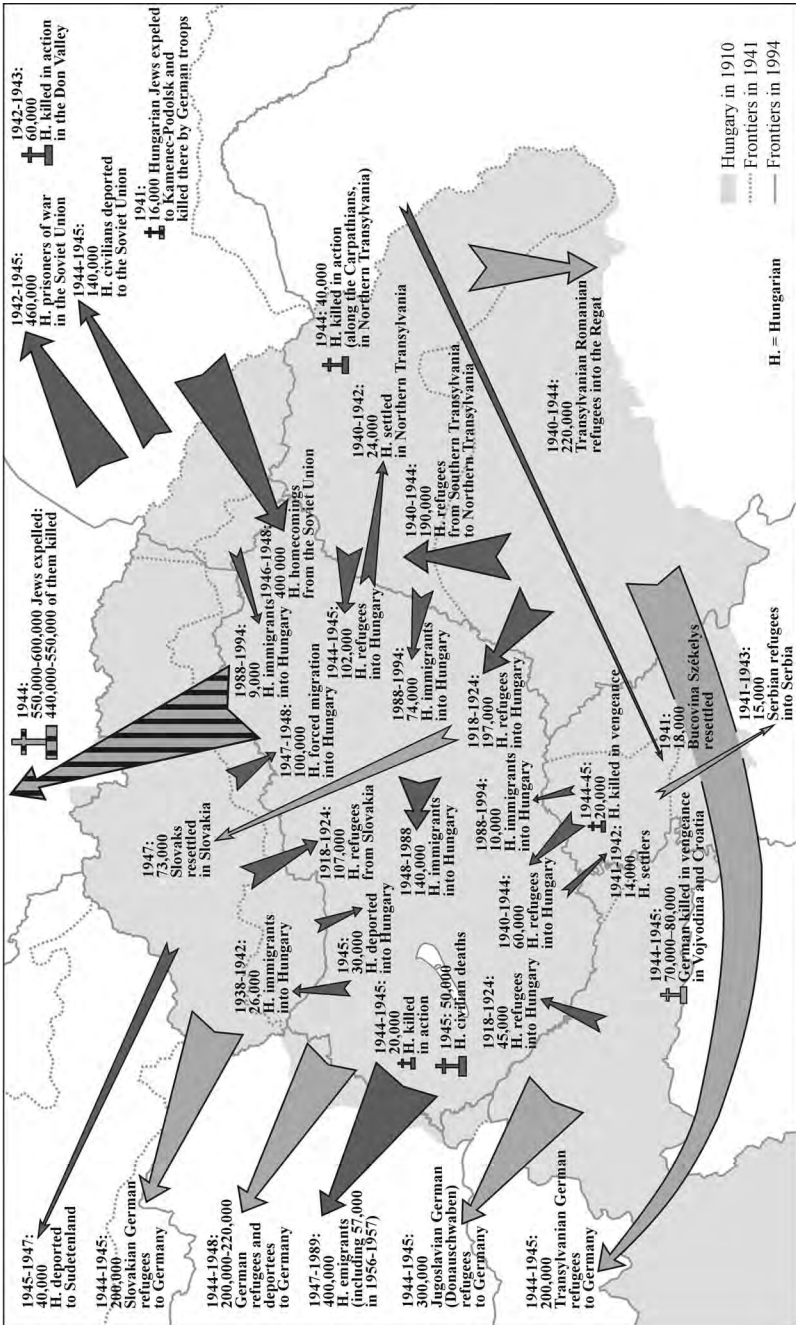 1945-1947:
40,000
H. deported
to Sudetenland
1944-1945:
200,000
Slovakian German
refugees
to Germany
1944-1948:
200,000-220,000
German
refugees and
deportees
to Germany
1947-1989:
400,000
H. emigrants
(including 57,000
in 1956-1957)
1944-1945:
300,000
Jugoslavian German
(Donauschwaben)
refugees
to Germany
1944-1945:
200,000
Transylvanian German
refugees
to Germany
1938-1942:
26,000
H. immigrants
into Hungary
1945:
30,000
H. deported
into Hungary
1944-1945:
20,000
H. killed
in action
1945: 50,000
H. civilian deaths
1918-1924:
45,000
H. refugees
into Hungary
1947:
73,000
Slovaks
resettled
in Slovakia
1918-1924:
107.000
H. refugees
from Slovakia
1948-1988
140,000
H. immigrants
into Hungary
1940-1944:
60,000
H. refugees
into Hungary
1944-1945:
70,000–80,000
German killed in vengeance
in Vojvodina and Croatia
1944:
550,000–600,000 Jews expelled:
440,000-550,000 of them killed
1947-1948:
100,000
H. forced migration
into Hungary
1988-1994:
9,000
H. immigrants
into Hungary
1946-1948:
400 000
H. homecomings
from the Soviet Union
1944-1945:
102,000
H. refugees
into Hungary
1988-1994:
74,000
H. immigrants
into Hungary
1918-1924:
197,000
H. refugees
into Hungary
1988-1994:
10,000
H. immigrants
into Hungary
1944-45:
20,000
H. killed in vengeance
1941-1942:
14,000
H. settlers
1941:
18,000
Bucovina Székelys
resettled
1941-1943:
15,000
Serbian refugees
into Serbia
1942-1945:
460,000
H. prisoners of war
in the Soviet Union
1944-1945:
140,000
H. civilians deported
to the Soviet Union
1942-1943:
60,000
H. killed in action
in the Don Valley
1941:
16,000 Hungarian Jews expeled
to Kamenec-Podolsk and
killed there by German troops
1944: 40,000
H. killed in action
(along the Carpathians,
in Northern Transylvania)
1940-1942:
24,000
H. settled
in Northern Transylvania
1940-1944:
190,000
H. refugees
from Southern Transylvania
to Northern Transylvania
1940-1944:
220,000
Transylvanian Romanian
refugees into the Regat
Hungary in 1910
Frontiers in 1941
Frontiers in 1994
H. = Hungarian